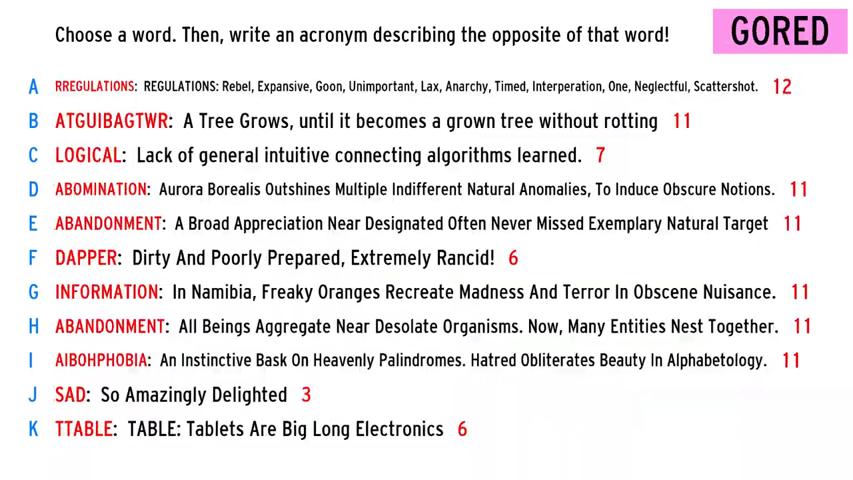 Choose a word. Then, write an acronym describing the opposite of that word!
GORED
A RREGULATIONS: REGULATIONS: Rebel, Expansive, Goon, Unimportant, Lax, Anarchy, Timed, Interperation, One, Neglectful, Scattershot. 12
B ATGUIBAGTWR: A Tree Grows, until it becomes a grown tree without rotting 11
C LOGICAL: Lack of general intuitive connecting algorithms learned. 7
D ABOMINATION: Aurora Borealis Outshines Multiple Indifferent Natural Anomalies, To Induce Obscure Notions. 11
E ABANDONMENT: A Broad Appreciation Near Designated Often Never Missed Exemplary Natural Target 11
F DAPPER: Dirty And Poorly Prepared, Extremely Rancid! 6
G INFORMATION: In Namibia, Freaky Oranges Recreate Madness And Terror In Obscene Nuisance. 11
H ABANDONMENT: All Beings Aggregate Near Desolate Organisms. Now, Many Entities Nest Together. 11
I AIBOHPHOBIA: An Instinctive Bask On Heavenly Palindromes. Hatred Obliterates Beauty In Alphabetology. 11
J SAD: So Amazingly Delighted 3
K TTABLE: TABLE: Tablets Are Big Long Electronics 6